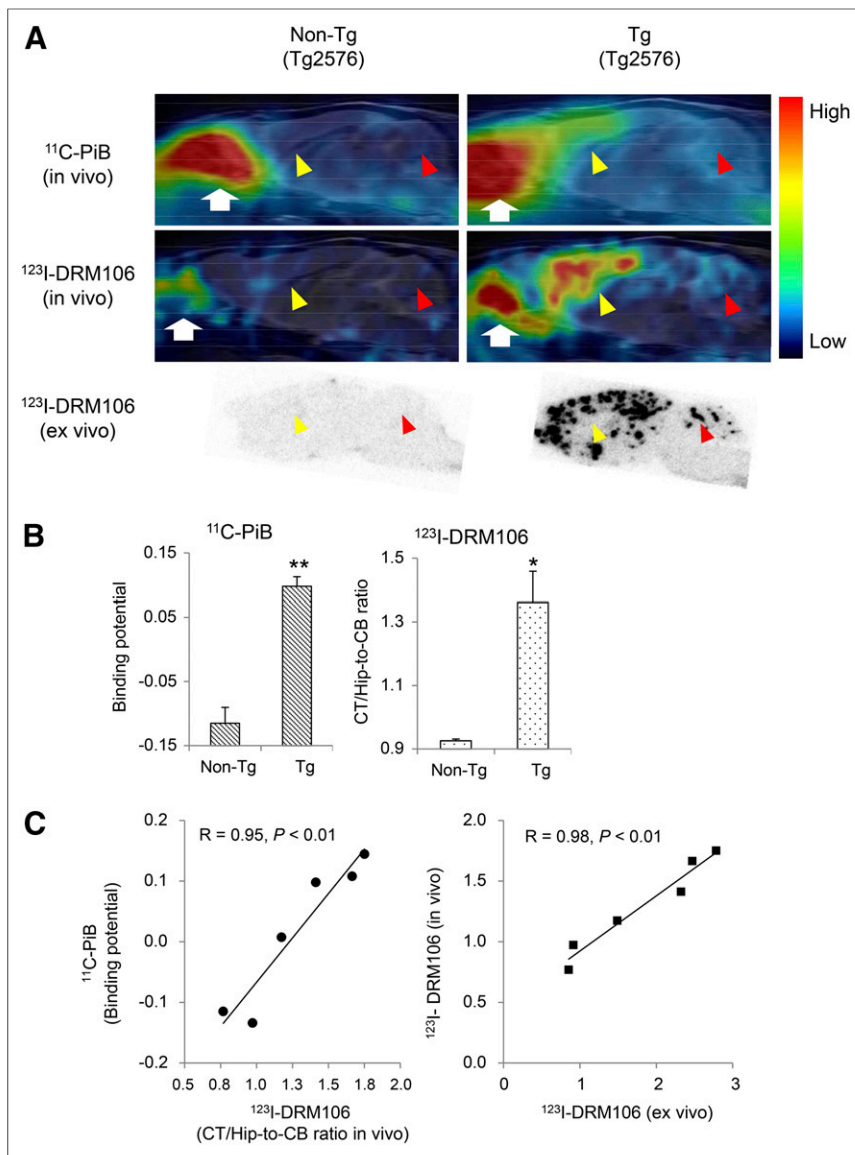 A
Non-Tg
(Tg2576)
Tg
(Tg2576)
¹¹C-PiB
(in vivo)
High
¹²³I-DRM106
(in vivo)
Low
¹²³I-DRM106
(ex vivo)
B
¹¹C-PiB
Binding potential
0.15
0.05
-0.05
-0.15
**
Non-Tg
Tg
¹²³I-DRM106
CT/Hip-to-CB ratio
1.5
1.3
1.1
0.9
*
Non-Tg
Tg
C
¹¹C-PiB
(Binding potential)
0.2
0.1
0.0
-0.1
-0.2
R = 0.95, P < 0.01
0.5 0.8 1.0 1.3 1.5 1.8 2.0
¹²³I-DRM106
(CT/Hip-to-CB ratio in vivo)
¹²³I- DRM106 (in vivo)
2.0
1.5
1.0
0.5
0.0
R = 0.98, P < 0.01
0 1 2 3
¹²³I-DRM106 (ex vivo)